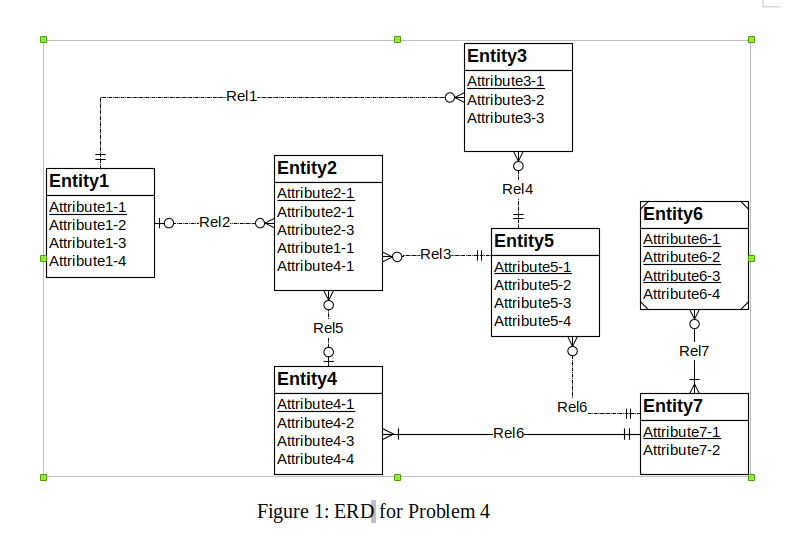 Entity3
Attribute3-1
Attribute3-2
Attribute3-3
Rel1
Entity1
Attribute1-1
Attribute1-2
Attribute1-3
Attribute1-4
Rel2
Entity2
Attribute2-1
Attribute2-1
Attribute2-3
Attribute1-1
Attribute4-1
Rel4
Rel3
Entity5
Attribute5-1
Attribute5-2
Attribute5-3
Attribute5-4
Entity6
Attribute6-1
Attribute6-2
Attribute6-3
Attribute6-4
Rel5
Rel7
Entity4
Attribute4-1
Attribute4-2
Attribute4-3
Attribute4-4
Rel6
Rel6
Entity7
Attribute7-1
Attribute7-2
Figure 1: ERD for Problem 4